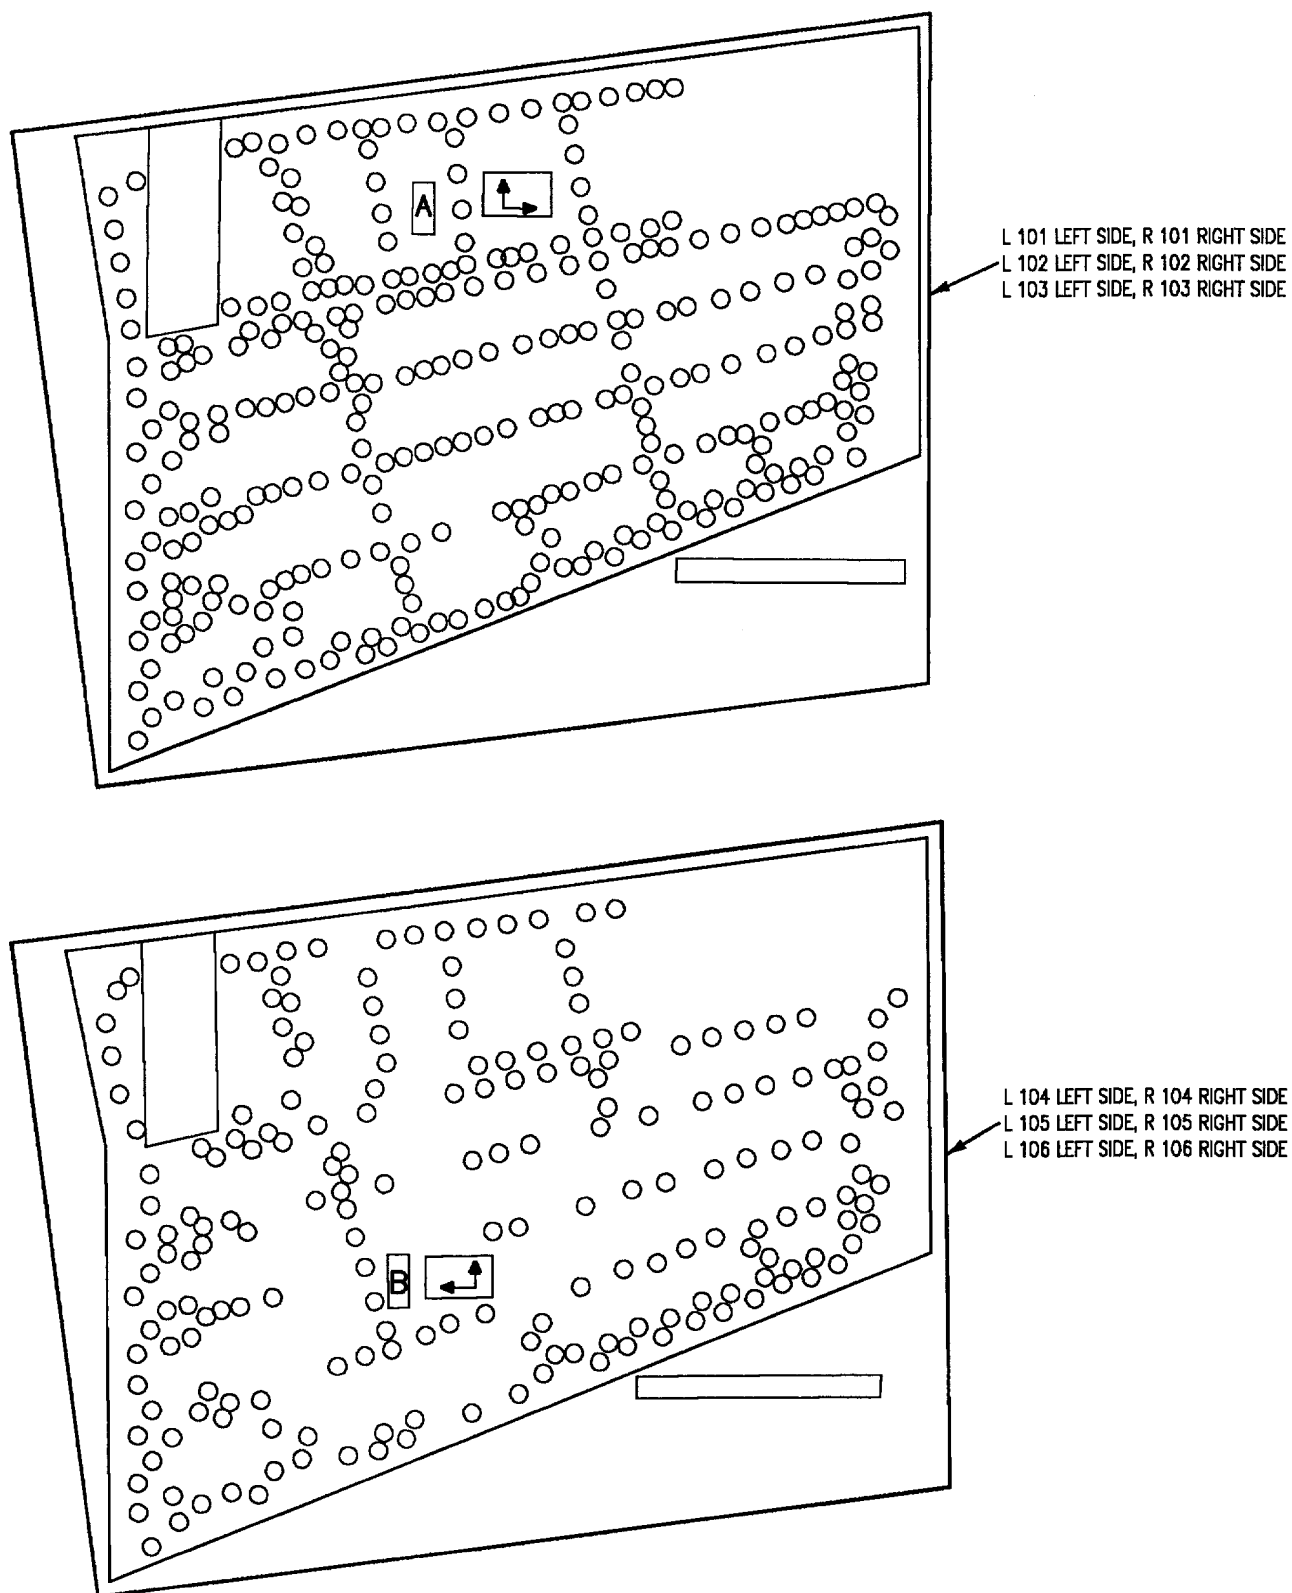 A
L 101 LEFT SIDE, R 101 RIGHT SIDE
L 102 LEFT SIDE, R 102 RIGHT SIDE
L 103 LEFT SIDE, R 103 RIGHT SIDE
L 104 LEFT SIDE, R 104 RIGHT SIDE
L 105 LEFT SIDE, R 105 RIGHT SIDE
L 106 LEFT SIDE, R 106 RIGHT SIDE
B